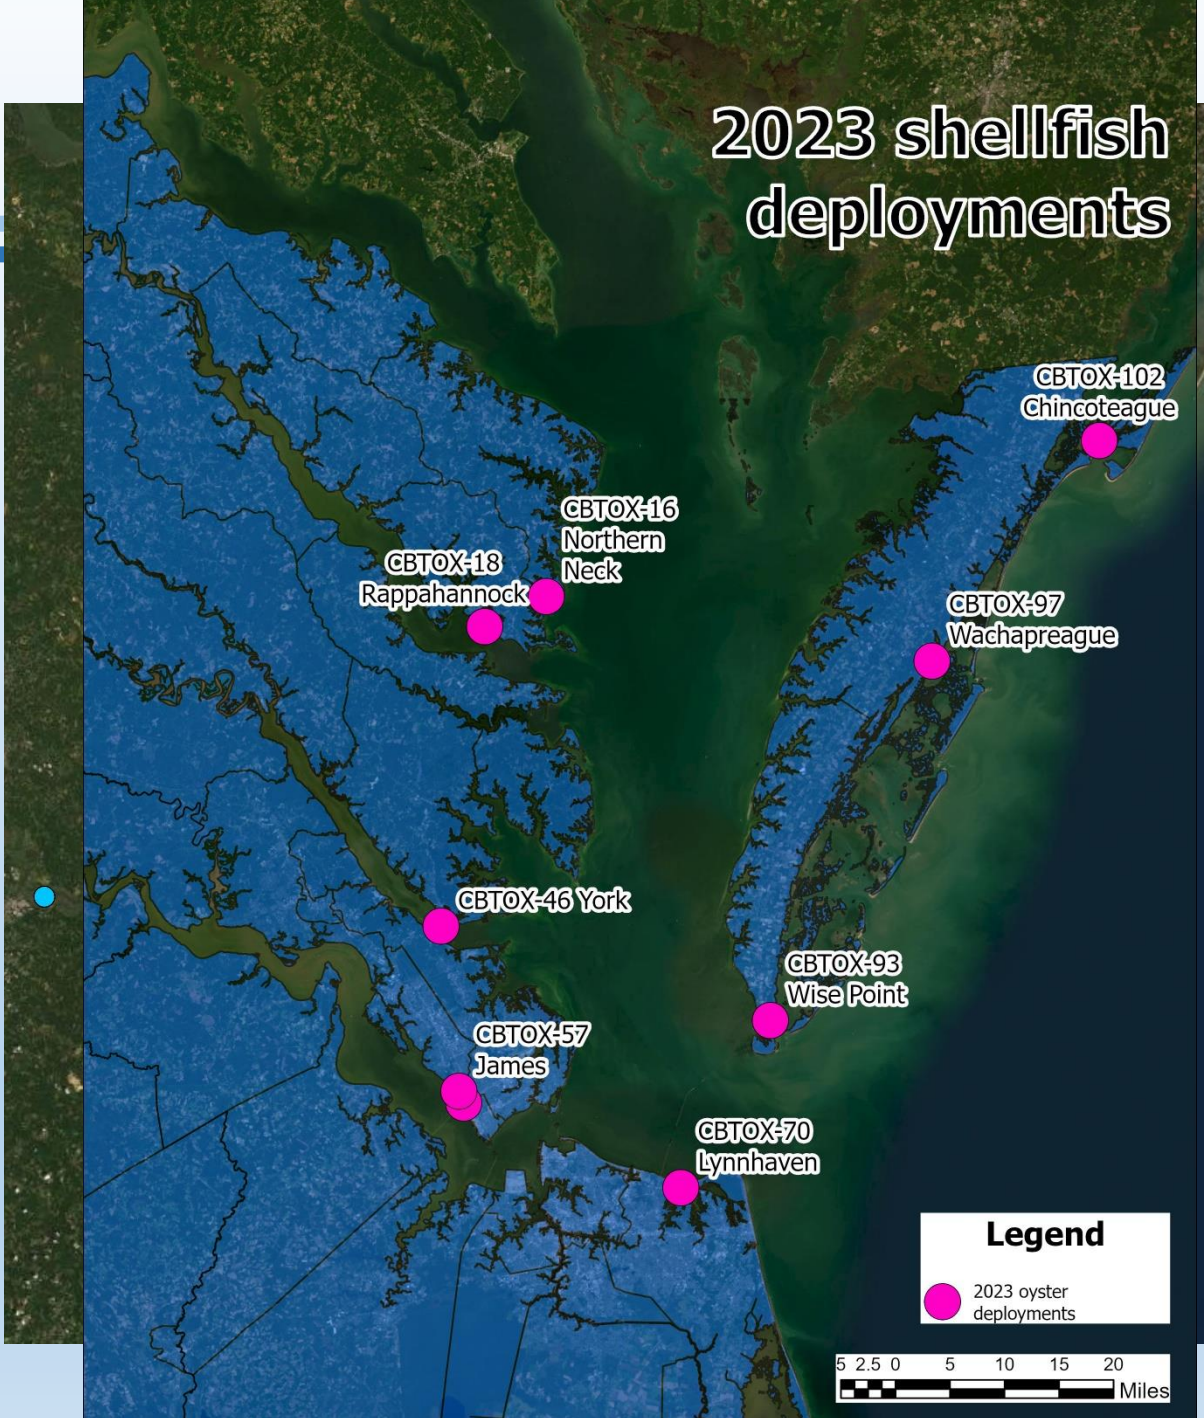 2023 shellfish
deployments
CBTOX-102
Chincoteague
CBTOX-16
Northern
Neck
CBTOX-18
Rappahannock
CBTOX-97
Wachapreague
CBTOX-46 York
CBTOX-93
Wise Point
CBTOX-57
James
CBTOX-70
Lynnhaven
Legend
2023 oyster
deployments
5 2.5 0 5 10 15 20
Miles